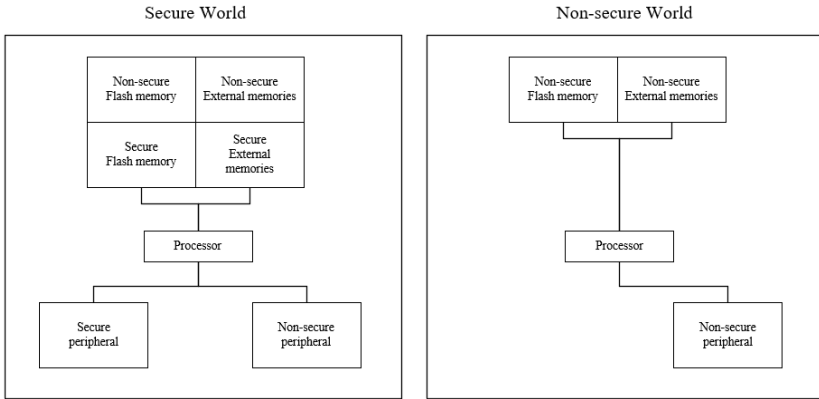 Secure World
Non-secure World
Non-secure
Flash memory
Non-secure
External memories
Secure
Flash memory
Secure
External
memories
Processor
Secure
peripheral
Non-secure
peripheral
Non-secure
Flash memory
Non-secure
External memories
Processor
Non-secure
peripheral